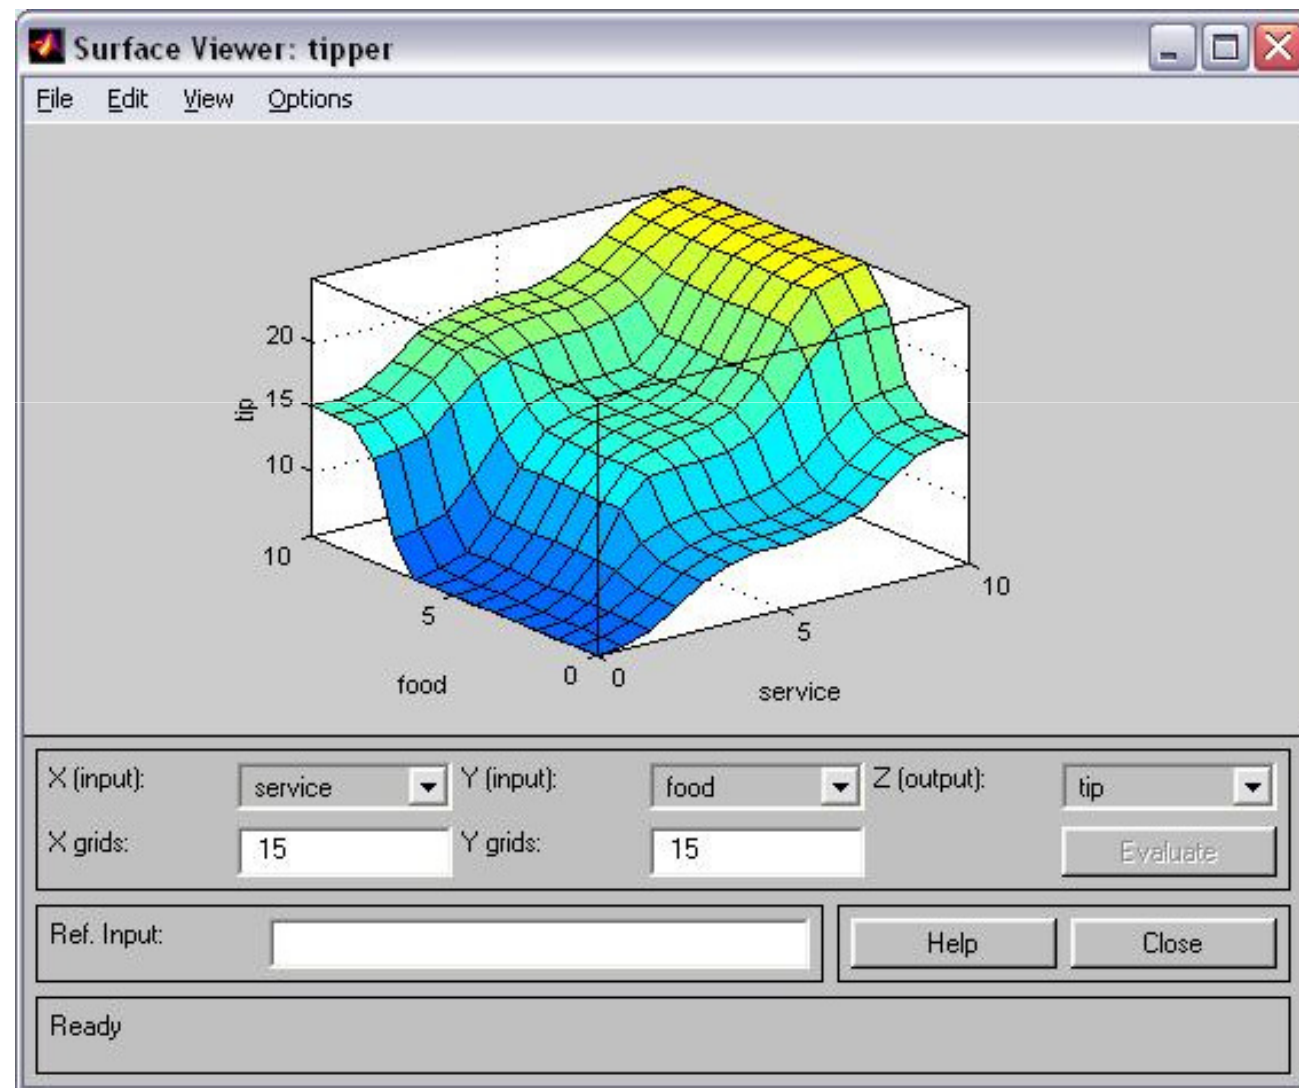 Surface Viewer: tipper
File Edit View Options
20
15
10
tip
10
5
0
food
0
5
10
service
X (input): service Y (input): food Z (output): tip
X grids: 15 Y grids: 15 Evaluate
Ref. Input: Help Close
Ready